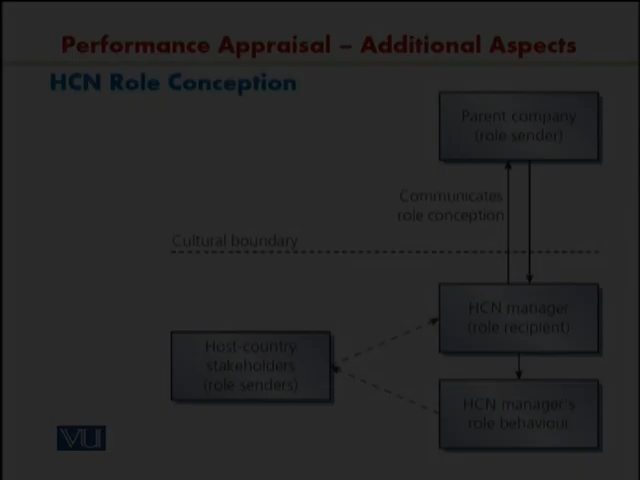 Performance Appraisal – Additional Aspects
HCN Role Conception
Parent company
(role sender)
Communicates
role conception
Cultural boundary
HCN manager
(role recipient)
Host-country
stakeholders
(role senders)
HCN manager's
role behaviour
VU